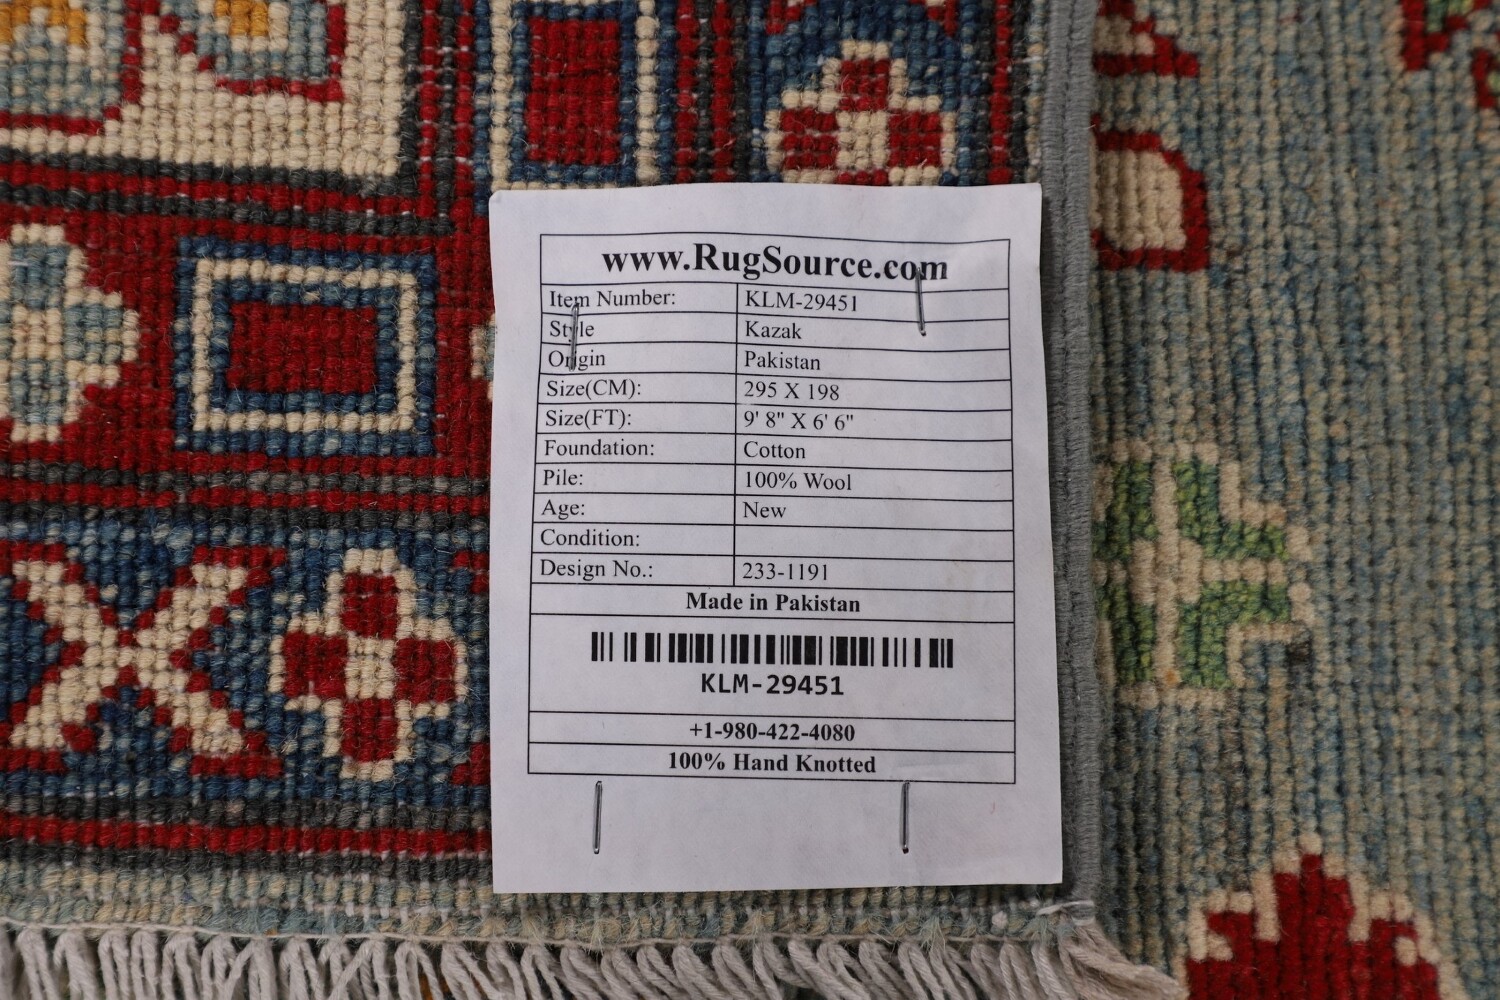 www.RugSource.com
Item Number: KLM-29451
Style Kazak
Origin Pakistan
Size(CM): 295 X 198
Size(FT): 9' 8" X 6' 6"
Foundation: Cotton
Pile: 100% Wool
Age: New
Condition:
Design No.: 233-1191
Made in Pakistan
KLM-29451
+1-980-422-4080
100% Hand Knotted